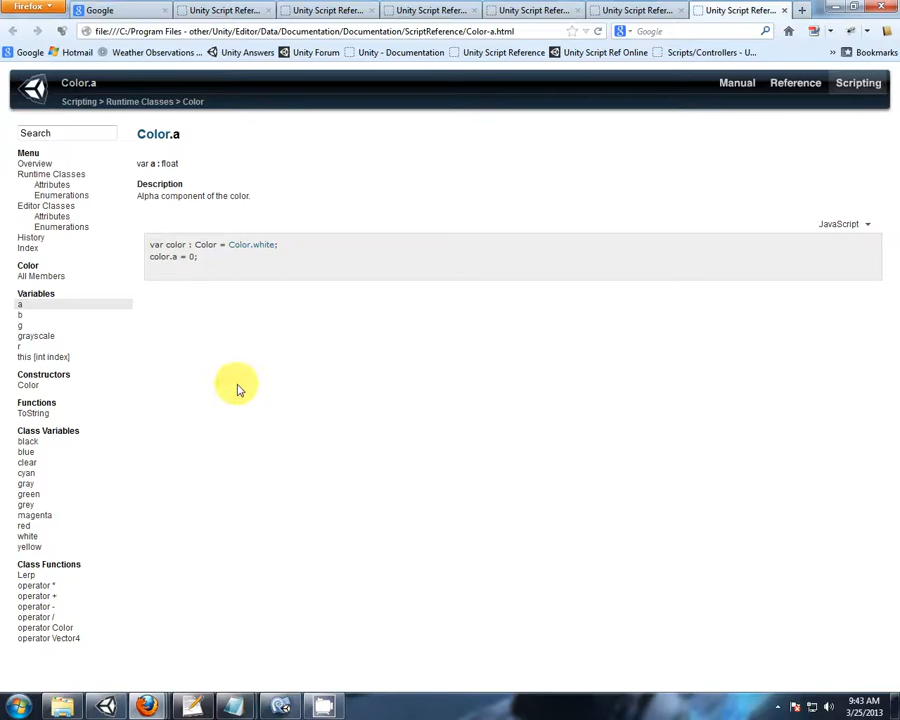 Firefox
Google
Unity Script Refer...
Unity Script Refer...
Unity Script Refer...
Unity Script Refer...
Unity Script Refer...
Unity Script Refer...
file:///C:/Program Files - other/Unity/Editor/Data/Documentation/Documentation/ScriptReference/Color-a.html
Google
Google
Hotmail
Weather Observations ...
Unity Answers
Unity Forum
Unity - Documentation
Unity Script Reference
Unity Script Ref Online
Scripts/Controllers - U...
»
Bookmarks
Color.a
Manual
Reference
Scripting
Scripting > Runtime Classes > Color
Search
Menu
Overview
Runtime Classes
Attributes
Enumerations
Editor Classes
Attributes
Enumerations
History
Index
Color
All Members
Variables
a
b
g
grayscale
r
this [int index]
Constructors
Color
Functions
ToString
Class Variables
black
blue
clear
cyan
gray
green
grey
magenta
red
white
yellow
Class Functions
Lerp
operator *
operator +
operator -
operator /
operator Color
operator Vector4
Color.a
var a : float
Description
Alpha component of the color.
JavaScript
var color : Color = Color.white;
color.a = 0;
9:43 AM
3/25/2013